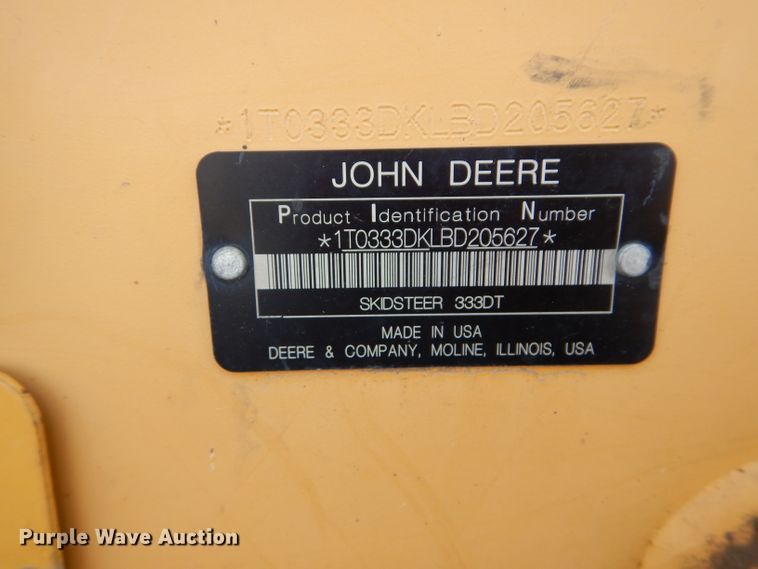 *1T0333DKLBD205627*
JOHN DEERE
Product Identification Number
*1T0333DKLBD205627*
SKIDSTEER 333DT
MADE IN USA
DEERE & COMPANY, MOLINE, ILLINOIS, USA
Purple Wave Auction®